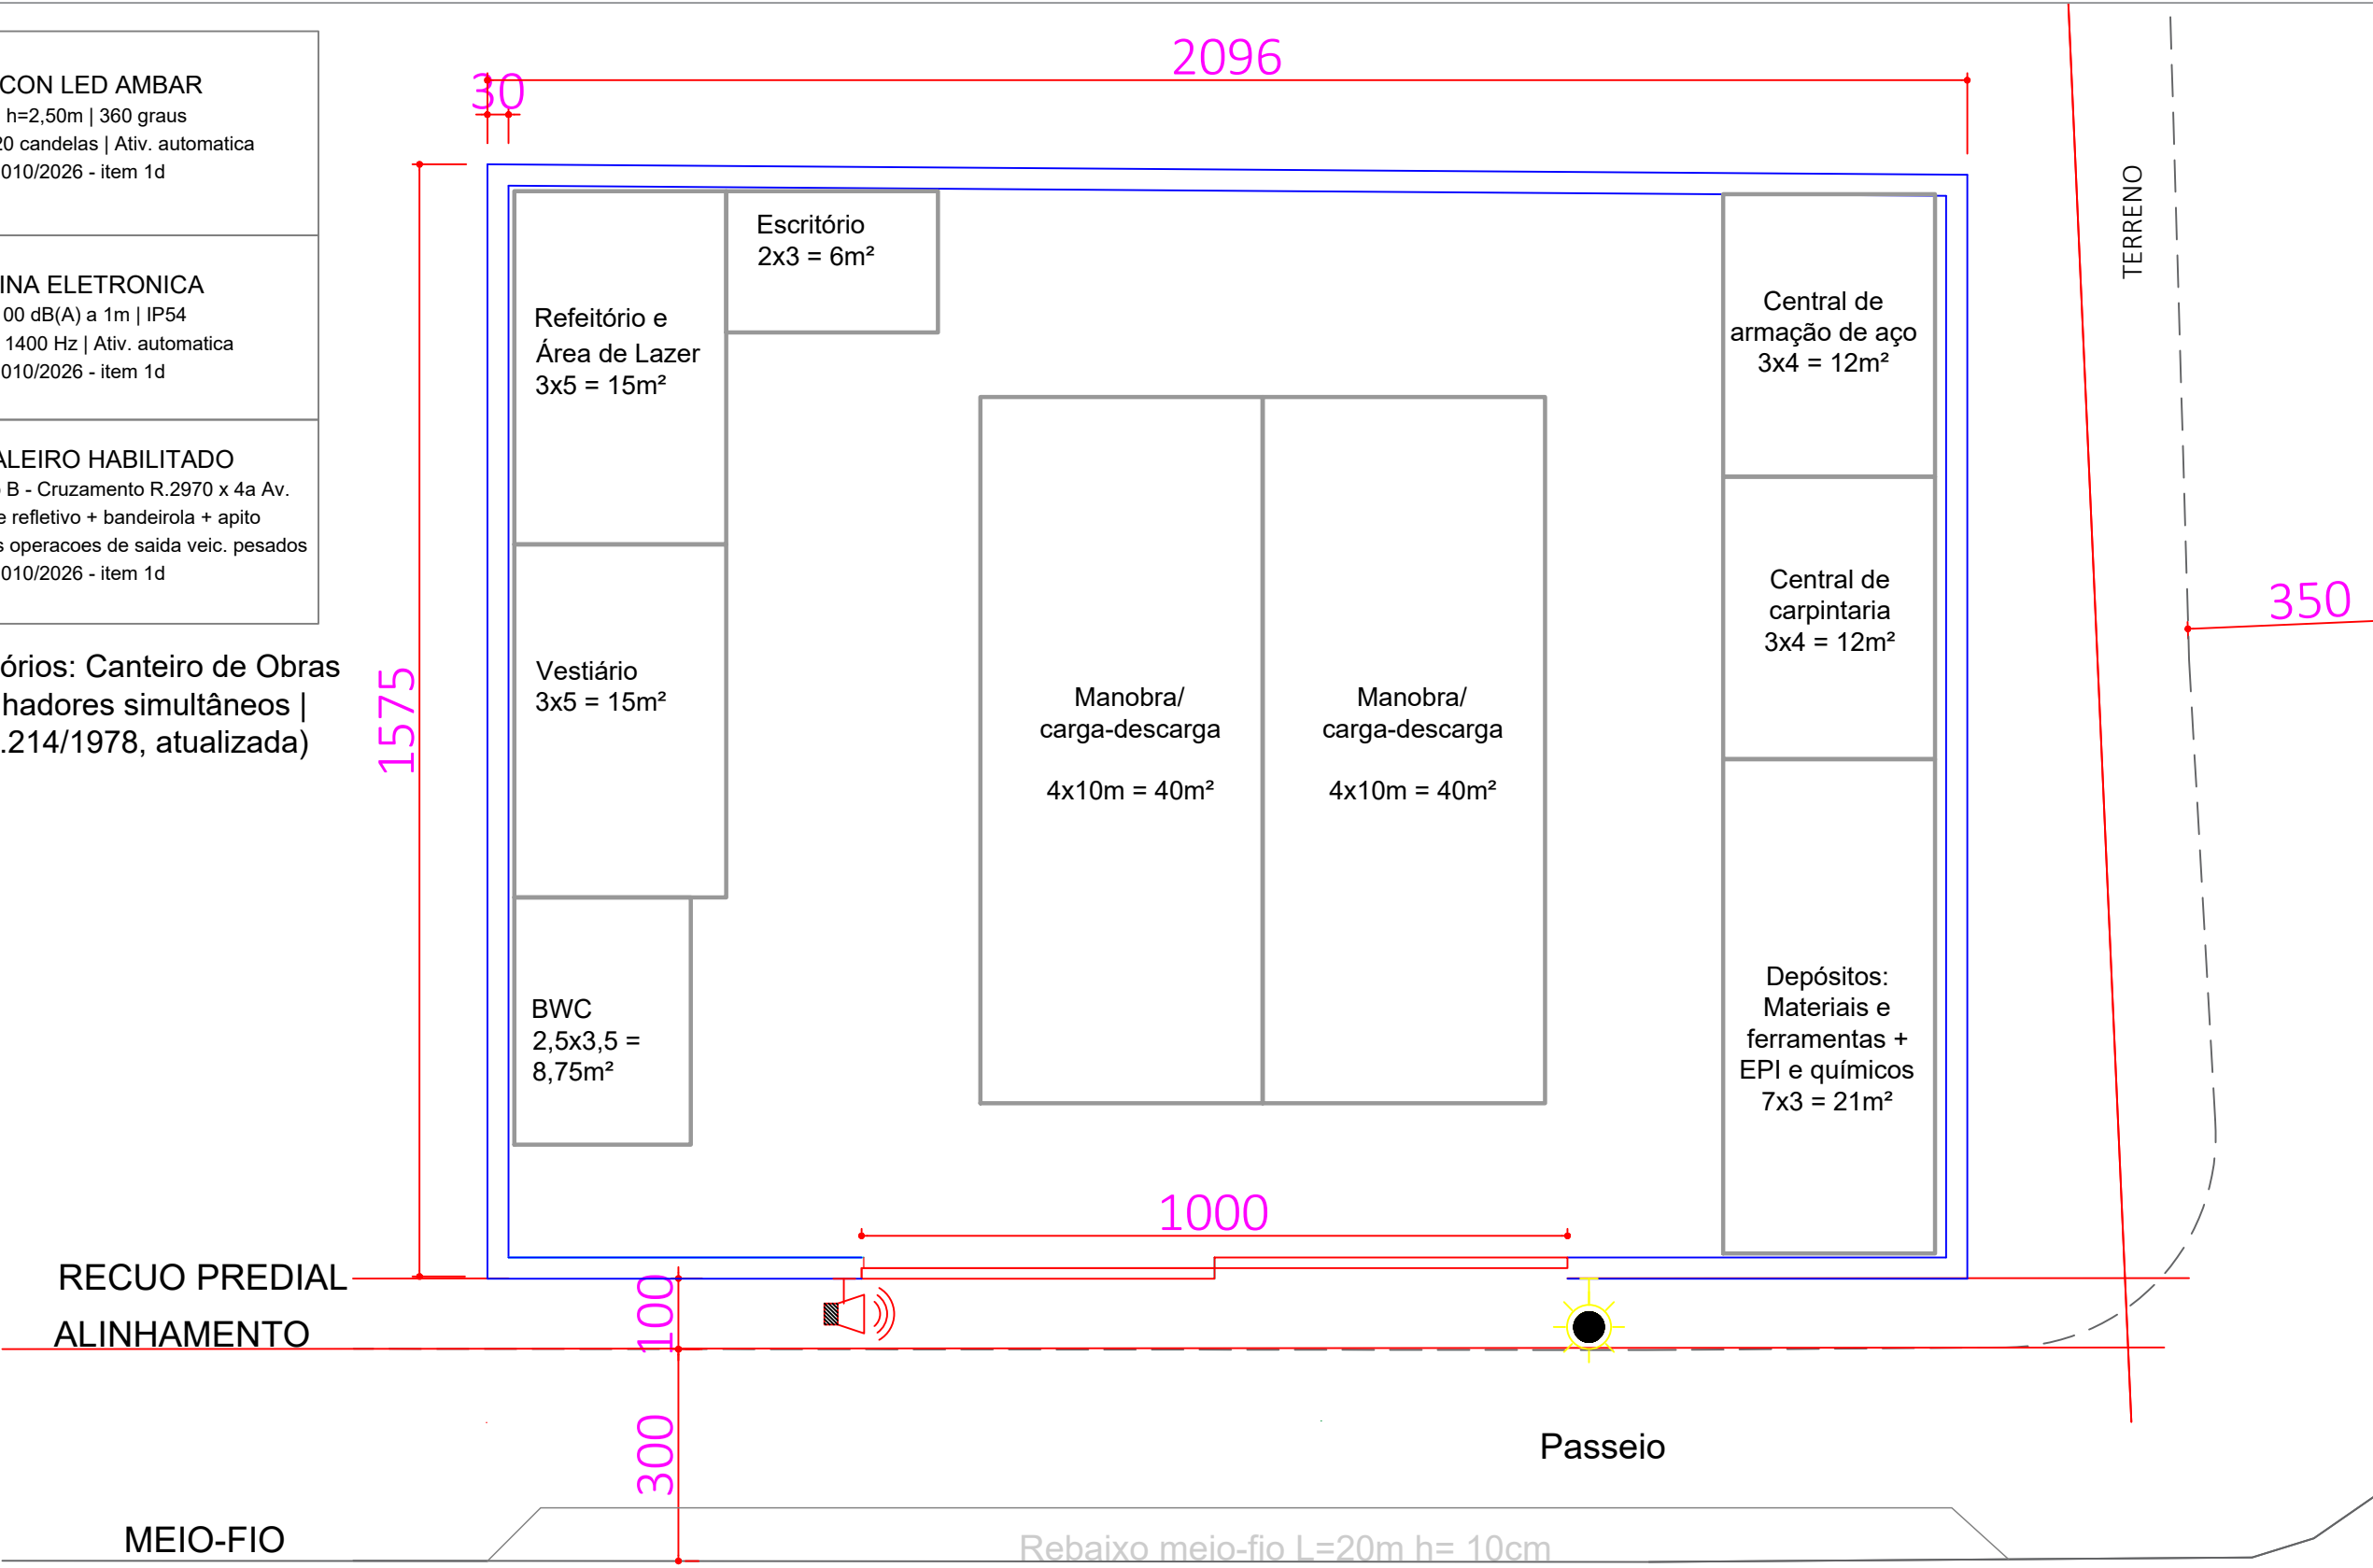 CON LED AMBAR
h=2,50m | 360 graus
20 candelas | Ativ. automatica
010/2026 - item 1d
INA ELETRONICA
00 dB(A) a 1m | IP54
1400 Hz | Ativ. automatica
010/2026 - item 1d
ALEIRO HABILITADO
B - Cruzamento R.2970 x 4a Av.
e refletivo + bandeirola + apito
s operacoes de saida veic. pesados
010/2026 - item 1d
órios: Canteiro de Obras
hadores simultâneos |
.214/1978, atualizada)
2096
30
1575
Refeitório e
Área de Lazer
3x5 = 15m²
Escritório
2x3 = 6m²
Vestiário
3x5 = 15m²
BWC
2,5x3,5 =
8,75m²
Manobra/
carga-descarga
4x10m = 40m²
Manobra/
carga-descarga
4x10m = 40m²
Central de
armação de aço
3x4 = 12m²
Central de
carpintaria
3x4 = 12m²
Depósitos:
Materiais e
ferramentas +
EPI e químicos
7x3 = 21m²
TERRENO
350
1000
RECUO PREDIAL
ALINHAMENTO
100
300
Passeio
MEIO-FIO
Rebaixo meio-fio L=20m h= 10cm